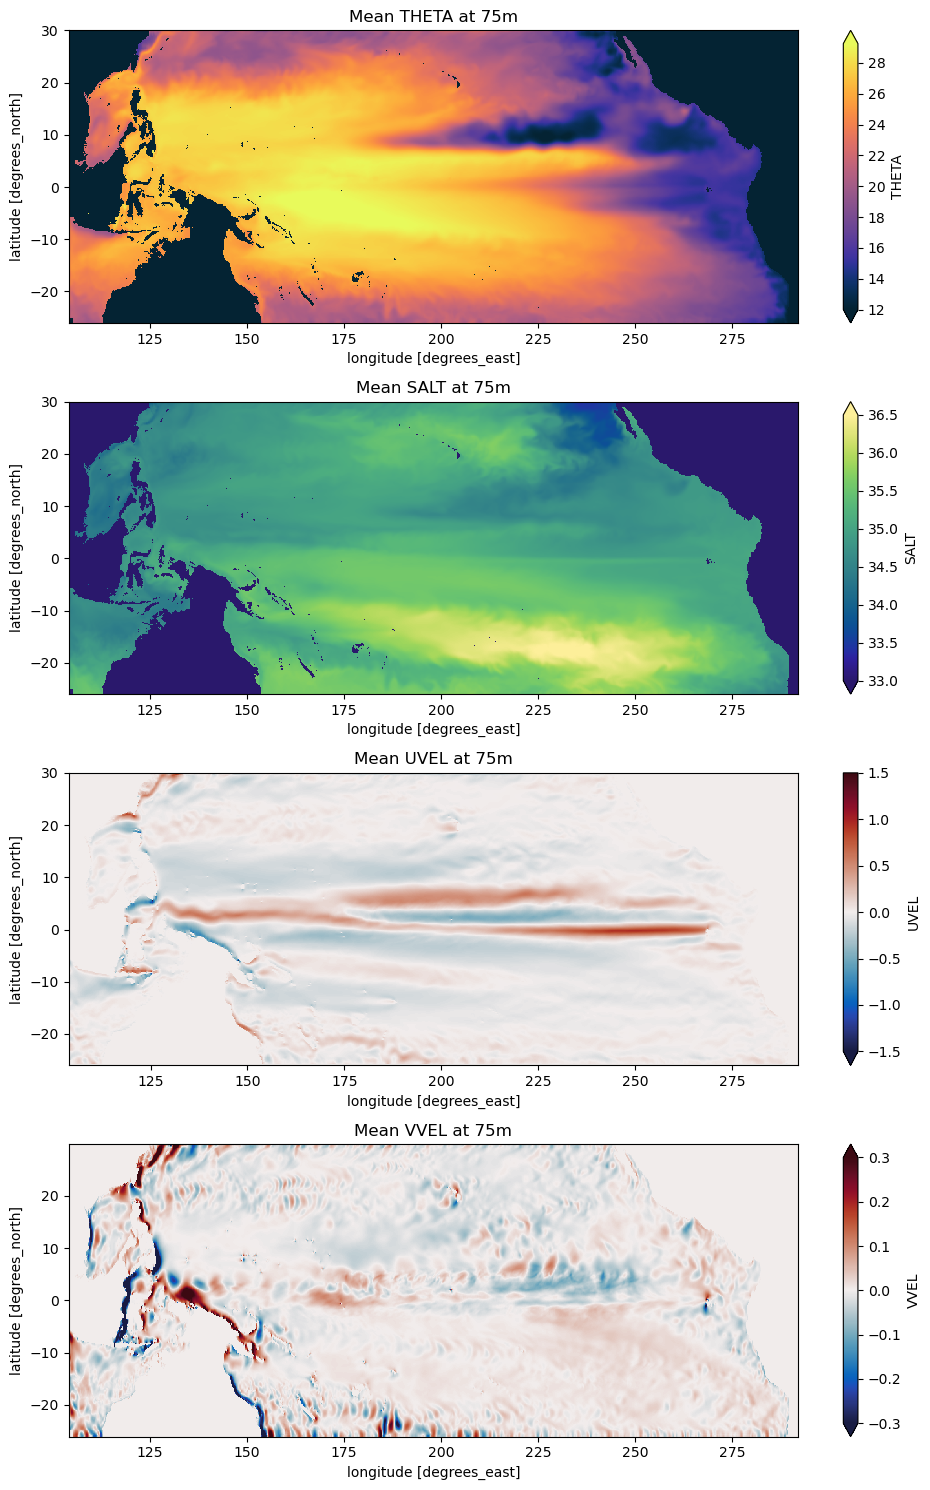 Mean THETA at 75m
30
20
10
0
−10
−20
latitude [degrees_north]
125 150 175 200 225 250 275
longitude [degrees_east]
28
26
24
22
20
18
16
14
12
THETA
Mean SALT at 75m
30
20
10
0
−10
−20
latitude [degrees_north]
125 150 175 200 225 250 275
longitude [degrees_east]
36.5
36.0
35.5
35.0
34.5
34.0
33.5
33.0
SALT
Mean UVEL at 75m
30
20
10
0
−10
−20
latitude [degrees_north]
125 150 175 200 225 250 275
longitude [degrees_east]
1.5
1.0
0.5
0.0
−0.5
−1.0
−1.5
UVEL
Mean VVEL at 75m
20
10
0
−10
−20
latitude [degrees_north]
125 150 175 200 225 250 275
longitude [degrees_east]
0.3
0.2
0.1
0.0
−0.1
−0.2
−0.3
VVEL